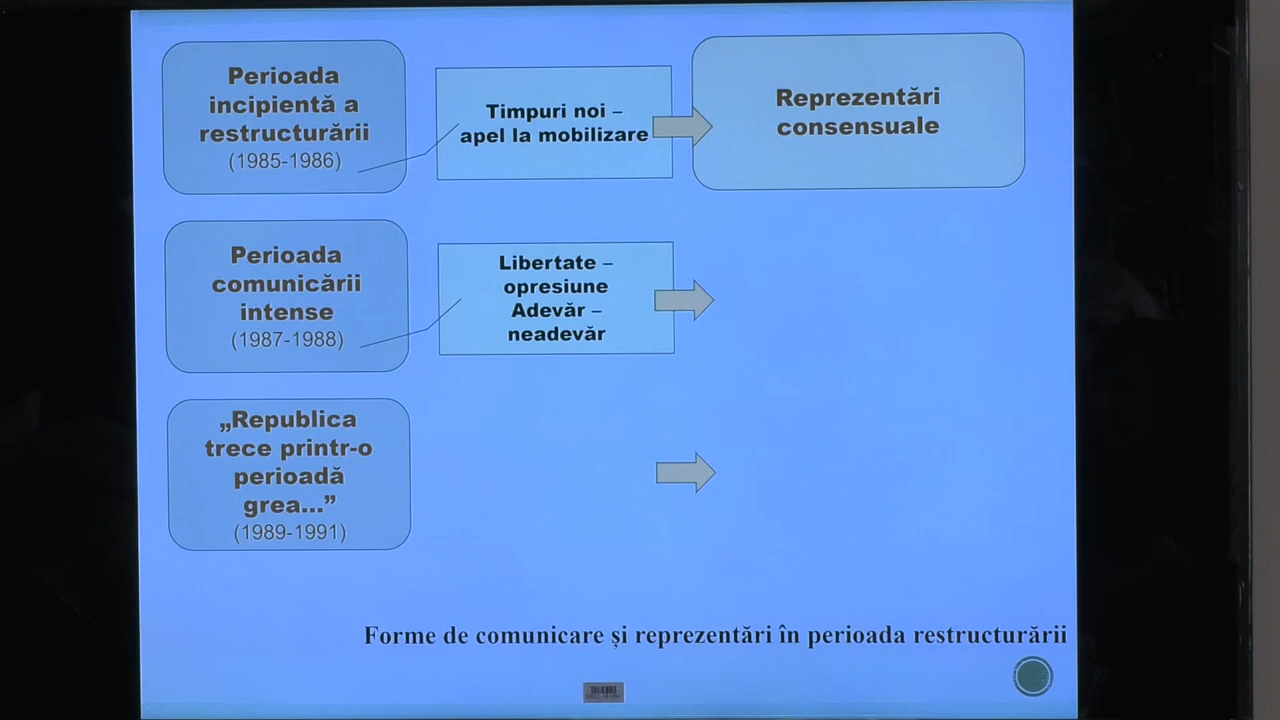 Perioada
incipientă a
restructurării
(1985-1986)
Timpuri noi –
apel la mobilizare
Reprezentări
consensuale
Perioada
comunicării
intense
(1987-1988)
Libertate –
opresiune
Adevăr –
neadevăr
„Republica
trece printr-o
perioadă
grea...”
(1989-1991)
Forme de comunicare și reprezentări în perioada restructurării